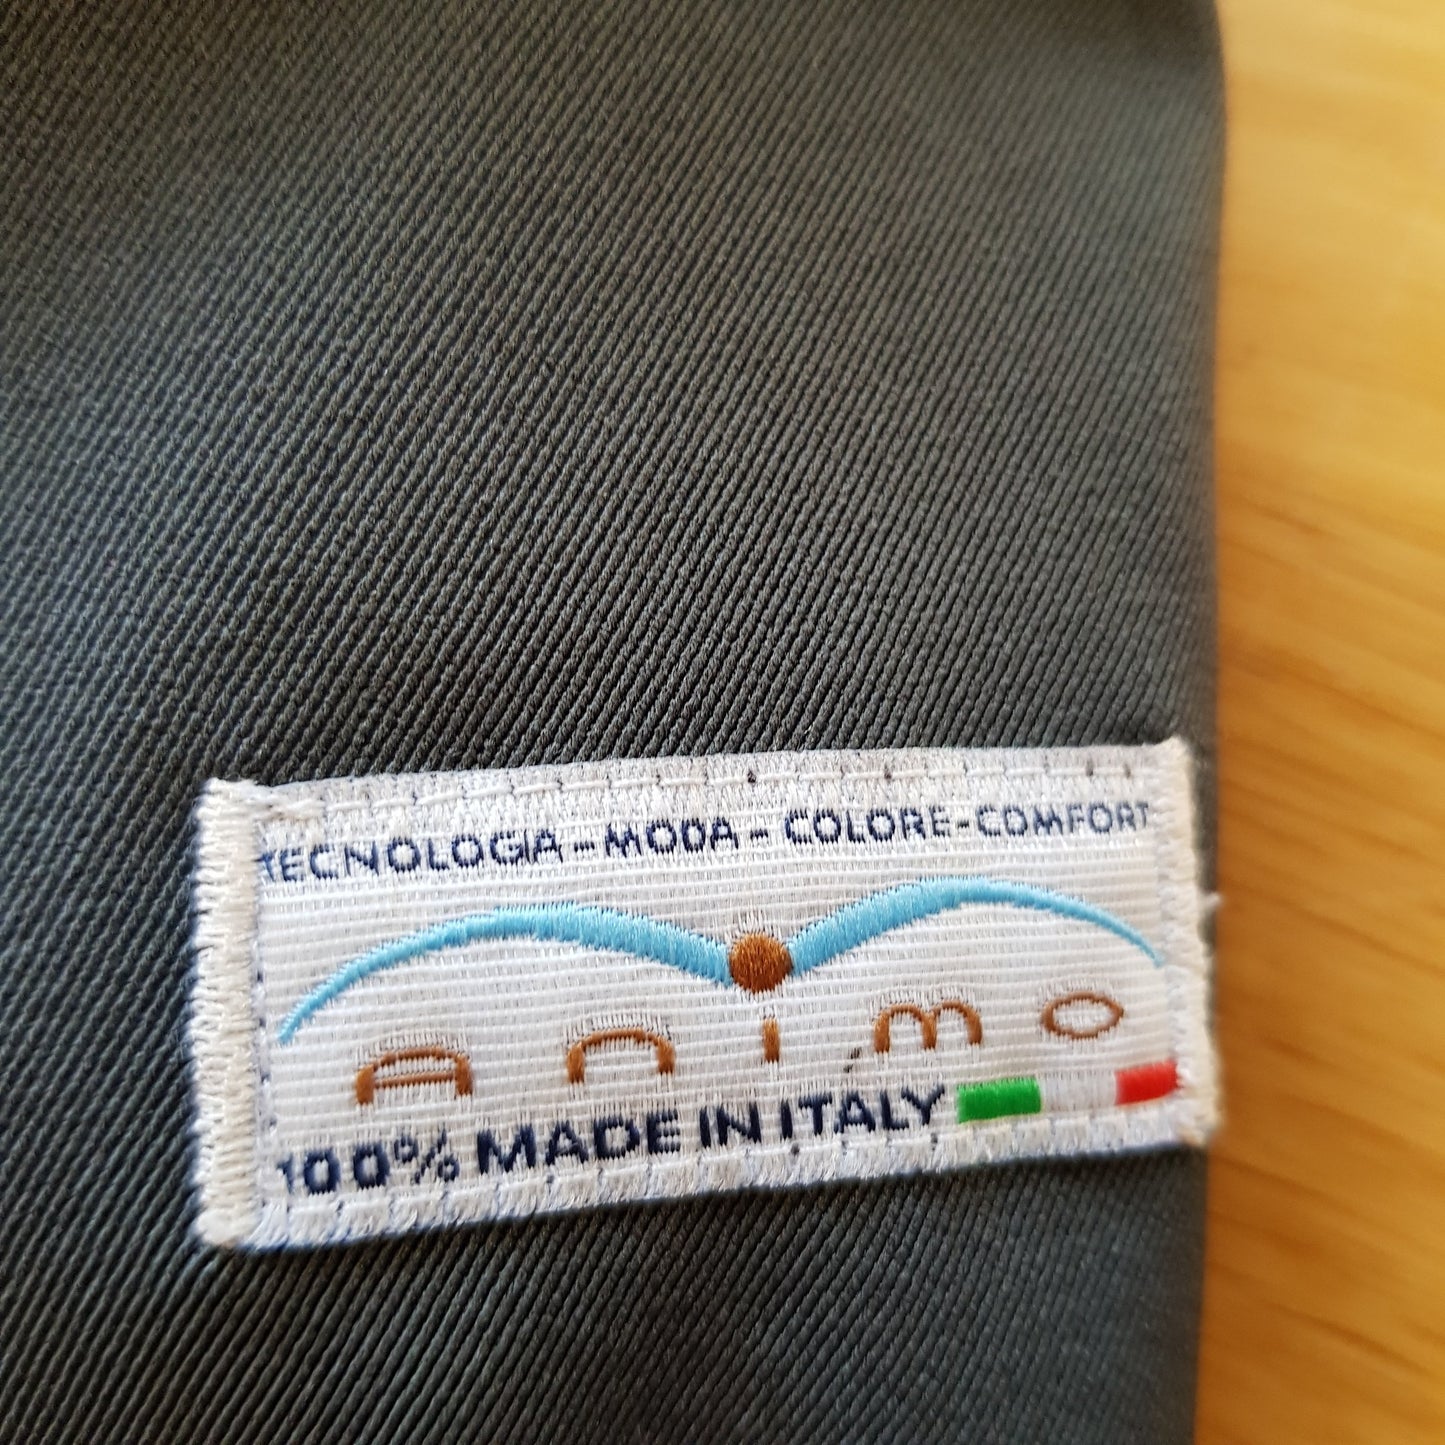 TECNOLOGIA - MODA - COLORE - COMFORT
Animo
100% MADE IN ITALY